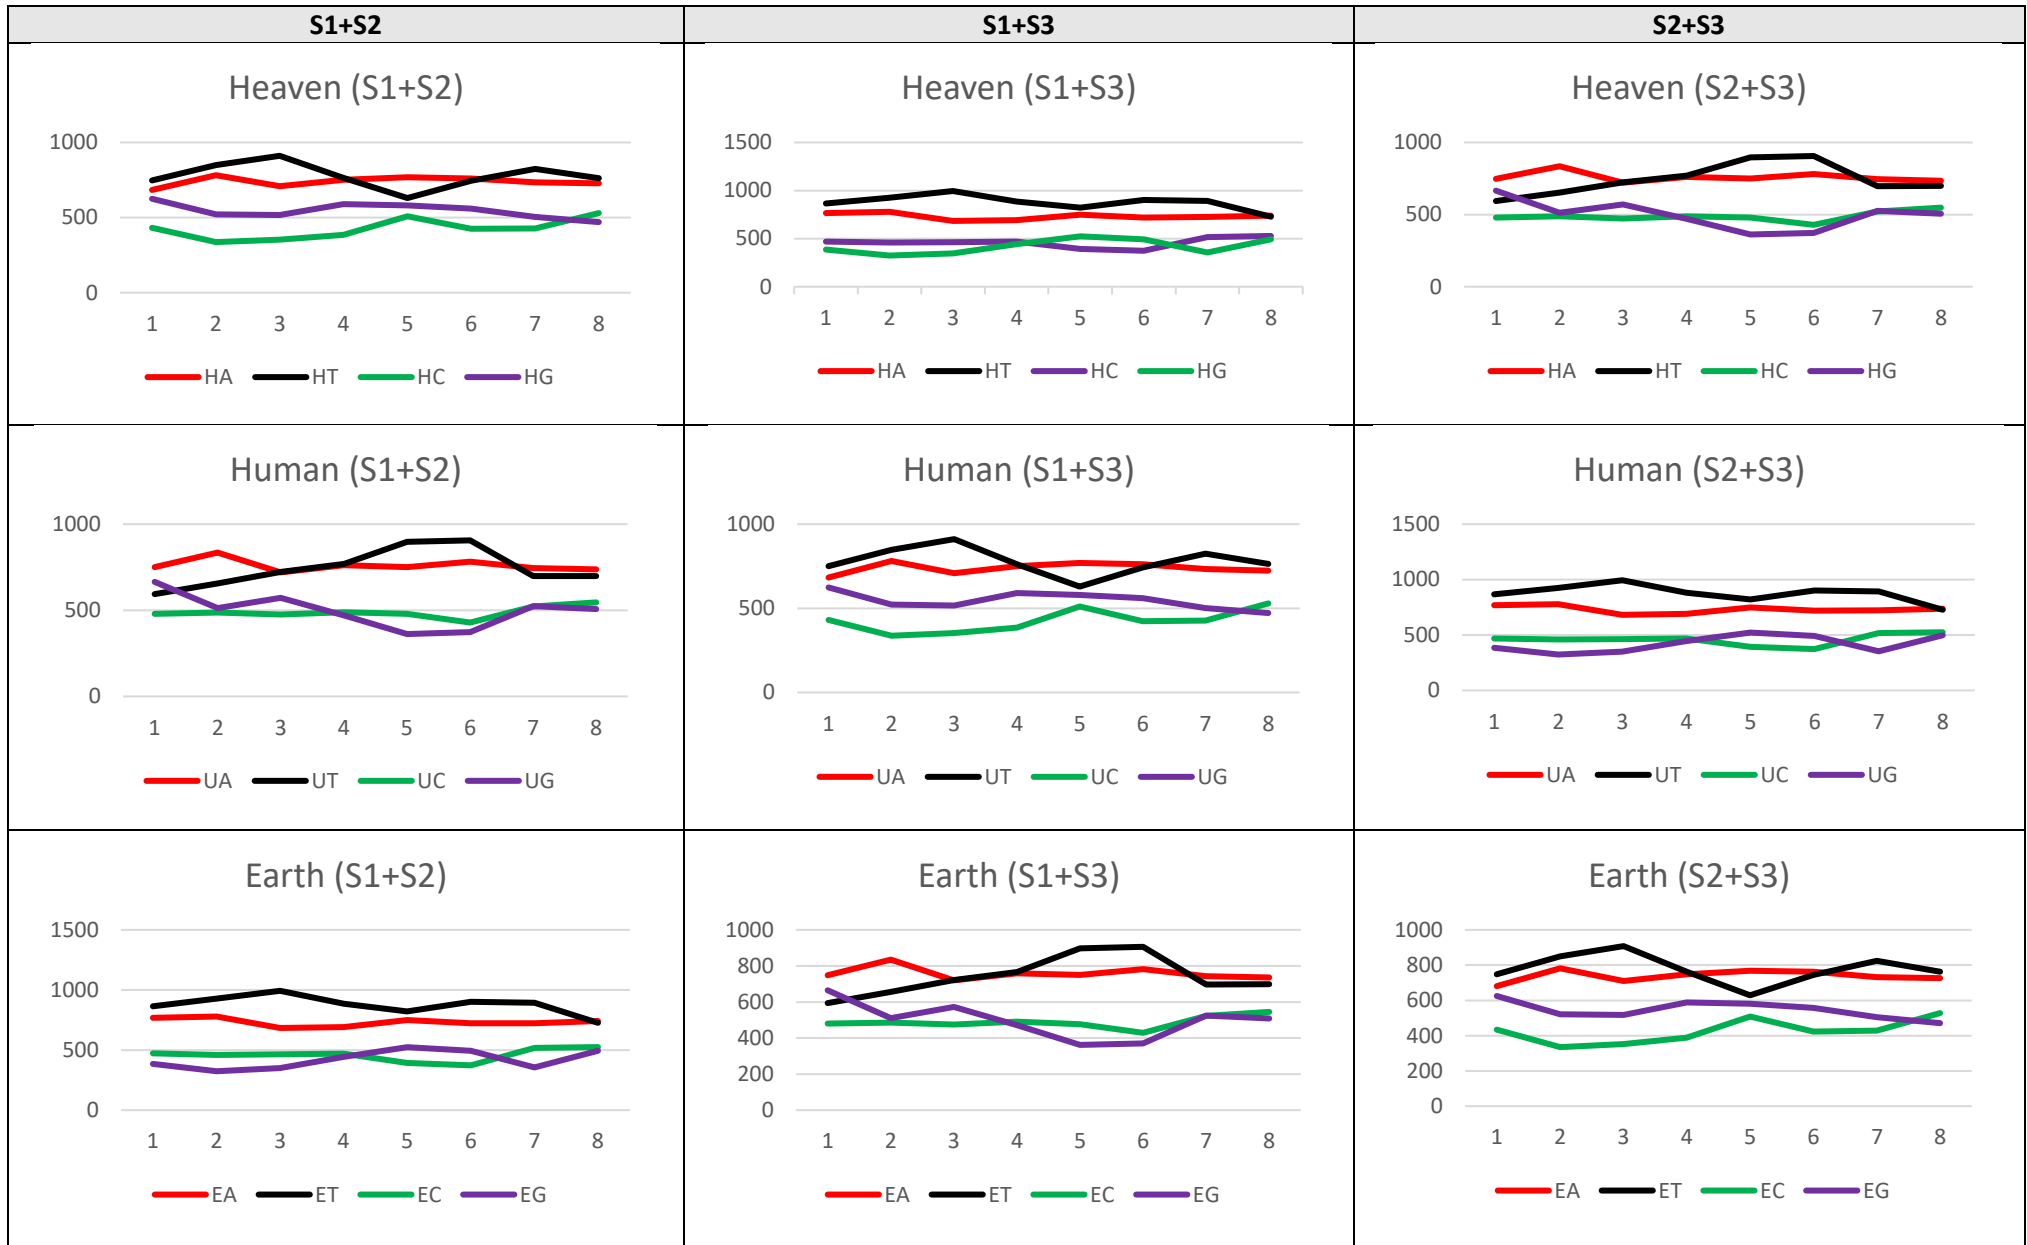 S1+S2 S1+S3 S2+S3
Heaven (S1+S2)
1000
500
0
1 2 3 4 5 6 7 8
HA HT HC HG
Heaven (S1+S3)
1500
1000
500
0
1 2 3 4 5 6 7 8
HA HT HC HG
Heaven (S2+S3)
1000
500
0
1 2 3 4 5 6 7 8
HA HT HC HG
Human (S1+S2)
1000
500
0
1 2 3 4 5 6 7 8
UA UT UC UG
Human (S1+S3)
1000
500
0
1 2 3 4 5 6 7 8
UA UT UC UG
Human (S2+S3)
1500
1000
500
0
1 2 3 4 5 6 7 8
UA UT UC UG
Earth (S1+S2)
1500
1000
500
0
1 2 3 4 5 6 7 8
EA ET EC EG
Earth (S1+S3)
1000
800
600
400
200
0
1 2 3 4 5 6 7 8
EA ET EC EG
Earth (S2+S3)
1000
800
600
400
200
0
1 2 3 4 5 6 7 8
EA ET EC EG